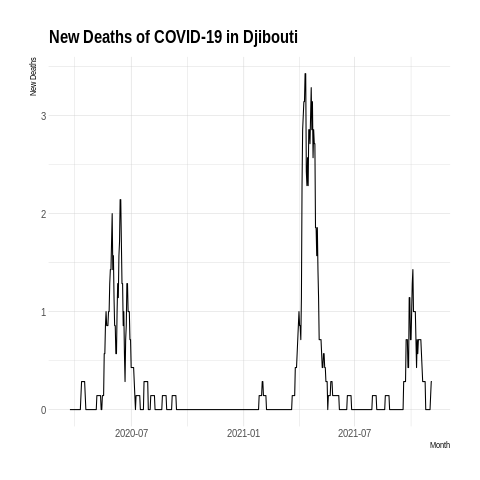 New Deaths of COVID-19 in Djibouti
New Deaths
3
2
1
0
2020-07
2021-01
2021-07
Month